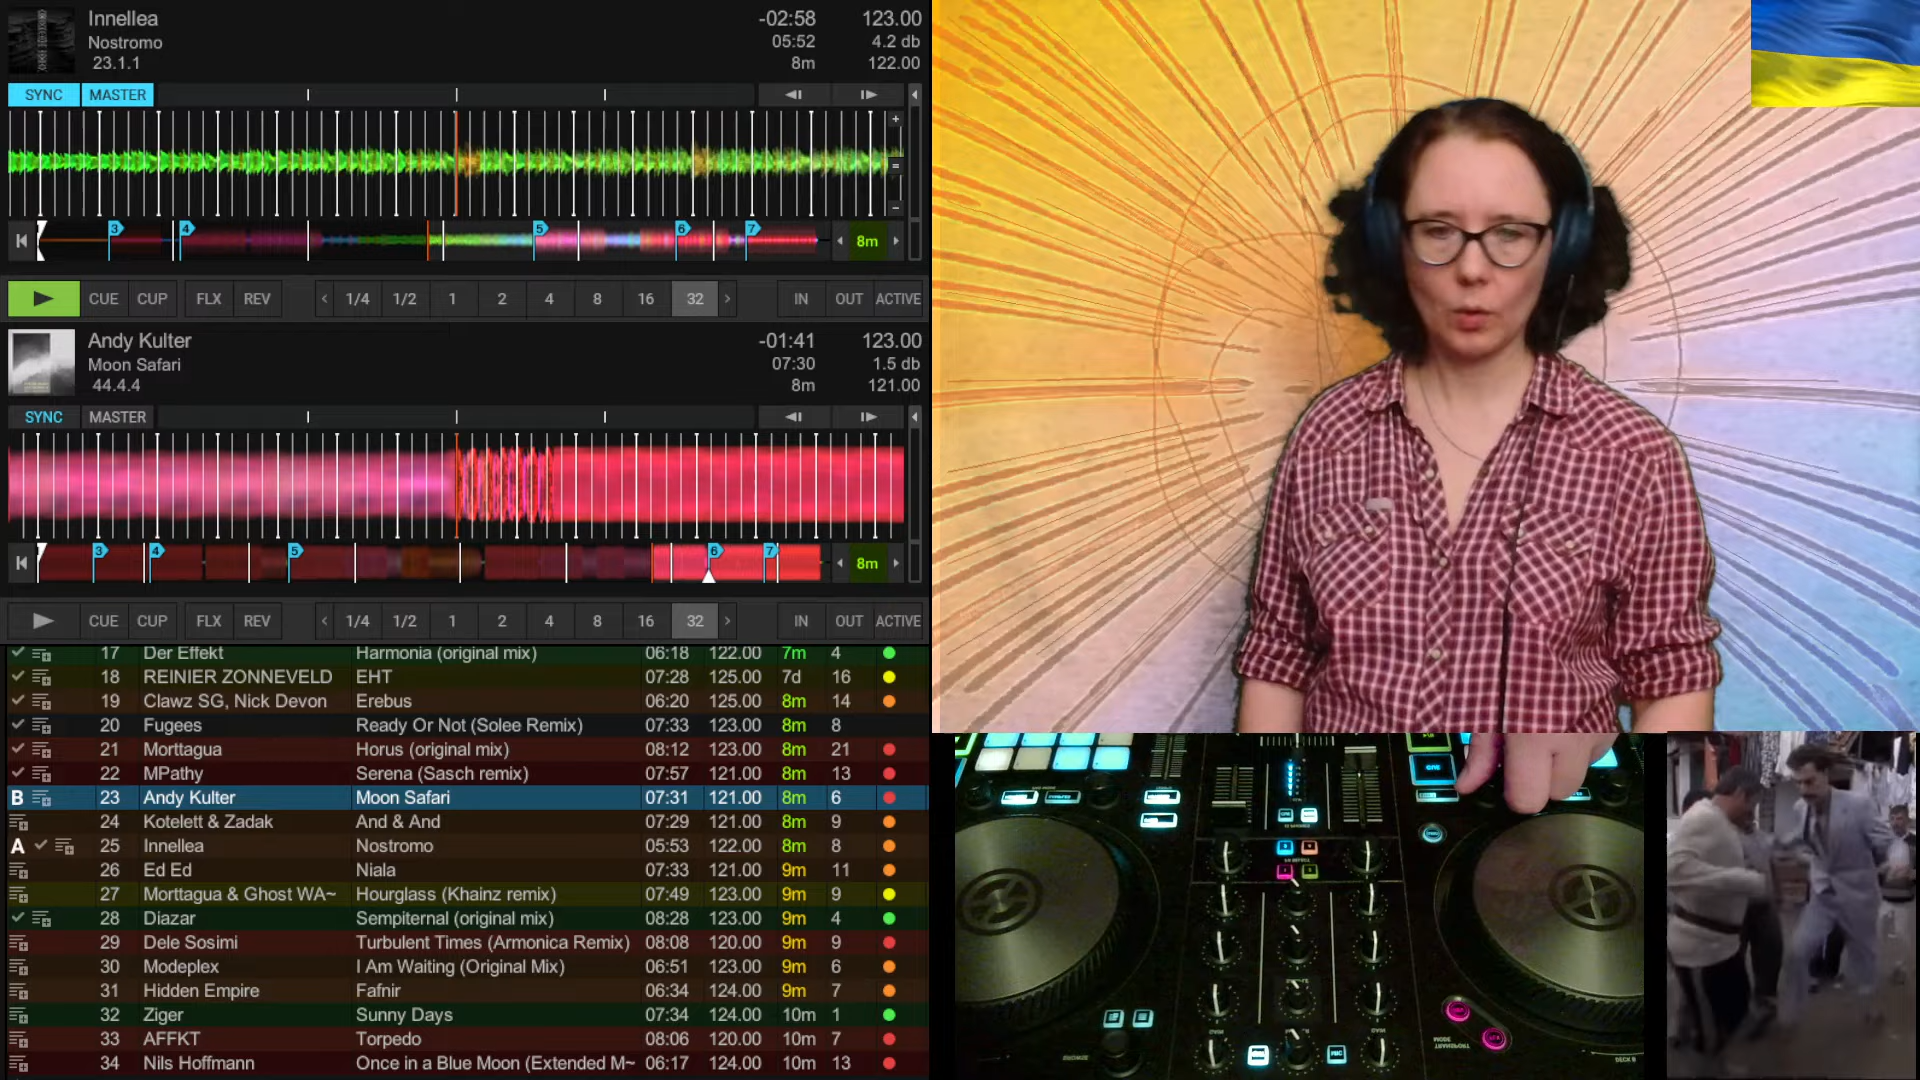 Innellea -02:58 123.00
Nostromo 05:52 4.2 db
23.1.1 8m 122.00
SYNC MASTER
3 4 5 6 7 8m
CUE CUP FLX REV 1/4 1/2 1 2 4 8 16 32 IN OUT ACTIVE
Andy Kulter -01:41 123.00
Moon Safari 07:30 1.5 db
44.4.4 8m 121.00
SYNC MASTER
3 4 5 6 7 8m
CUE CUP FLX REV 1/4 1/2 1 2 4 8 16 32 IN OUT ACTIVE
17 Der Effekt Harmonia (original mix) 06:18 122.00 7m 4
18 REINIER ZONNEVELD EHT 07:28 125.00 7d 16
19 Clawz SG, Nick Devon Erebus 06:20 125.00 8m 14
20 Fugees Ready Or Not (Solee Remix) 07:33 123.00 8m 8
21 Morttagua Horus (original mix) 08:12 123.00 8m 21
22 MPathy Serena (Sasch remix) 07:57 121.00 8m 13
B 23 Andy Kulter Moon Safari 07:31 121.00 8m 6
24 Kotelett & Zadak And & And 07:29 121.00 8m 9
A 25 Innellea Nostromo 05:53 122.00 8m 8
26 Ed Ed Niala 07:33 121.00 9m 11
27 Morttagua & Ghost WA~ Hourglass (Khainz remix) 07:49 123.00 9m 9
28 Diazar Sempiternal (original mix) 08:28 123.00 9m 4
29 Dele Sosimi Turbulent Times (Armonica Remix) 08:08 120.00 9m 9
30 Modeplex I Am Waiting (Original Mix) 06:51 123.00 9m 6
31 Hidden Empire Fafnir 06:34 124.00 9m 7
32 Ziger Sunny Days 07:34 124.00 10m 1
33 AFFKT Torpedo 06:08 120.00 10m 7
34 Nils Hoffmann Once in a Blue Moon (Extended M~ 06:17 124.00 10m 13